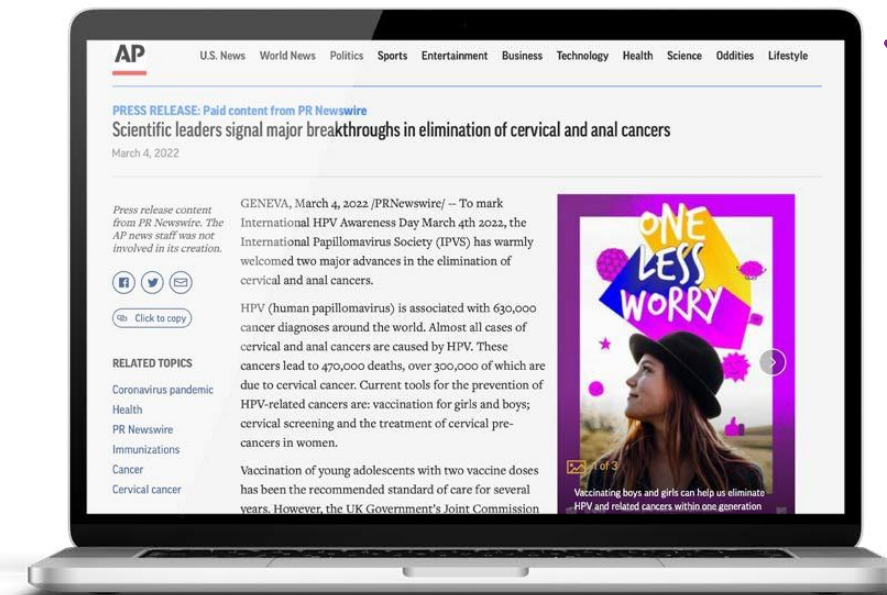 AP
U.S. News World News Politics Sports Entertainment Business Technology Health Science Oddities Lifestyle
PRESS RELEASE: Paid content from PR Newswire
Scientific leaders signal major breakthroughs in elimination of cervical and anal cancers
March 4, 2022
Press release content
from PR Newswire. The
AP news staff was not
involved in its creation.
Click to copy
RELATED TOPICS
Coronavirus pandemic
Health
PR Newswire
Immunizations
Cancer
Cervical cancer
GENEVA, March 4, 2022 /PRNewswire/ -- To mark
International HPV Awareness Day March 4th 2022, the
International Papillomavirus Society (IPVS) has warmly
welcomed two major advances in the elimination of
cervical and anal cancers.
HPV (human papillomavirus) is associated with 630,000
cancer diagnoses around the world. Almost all cases of
cervical and anal cancers are caused by HPV. These
cancers lead to 470,000 deaths, over 300,000 of which are
due to cervical cancer. Current tools for the prevention of
HPV-related cancers are: vaccination for girls and boys;
cervical screening and the treatment of cervical pre-
cancers in women.
Vaccination of young adolescents with two vaccine doses
has been the recommended standard of care for several
years. However, the UK Government's Joint Commission
ONE
LESS
WORRY
1 of 3
Vaccinating boys and girls can help us eliminate
HPV and related cancers within one generation